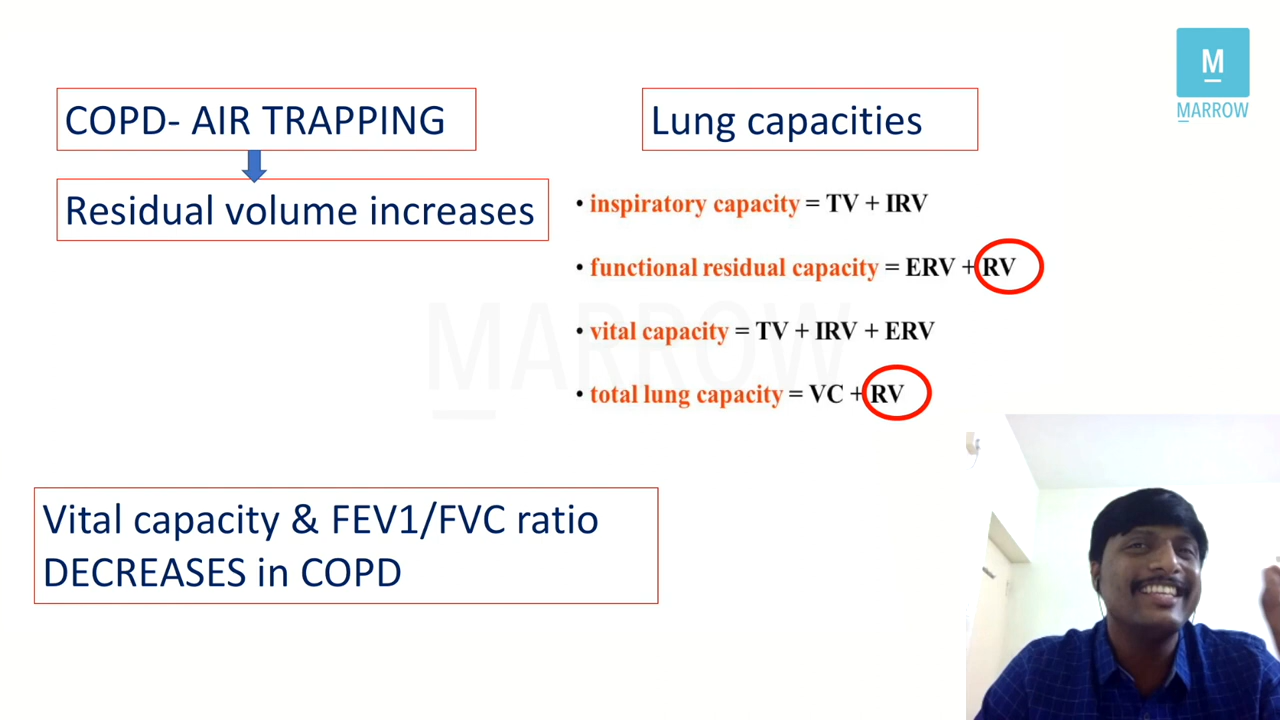 M
MARROW
COPD- AIR TRAPPING
Residual volume increases
Lung capacities
• inspiratory capacity = TV + IRV
• functional residual capacity = ERV + RV
• vital capacity = TV + IRV + ERV
• total lung capacity = VC + RV
MARROW
Vital capacity & FEV1/FVC ratio
DECREASES in COPD